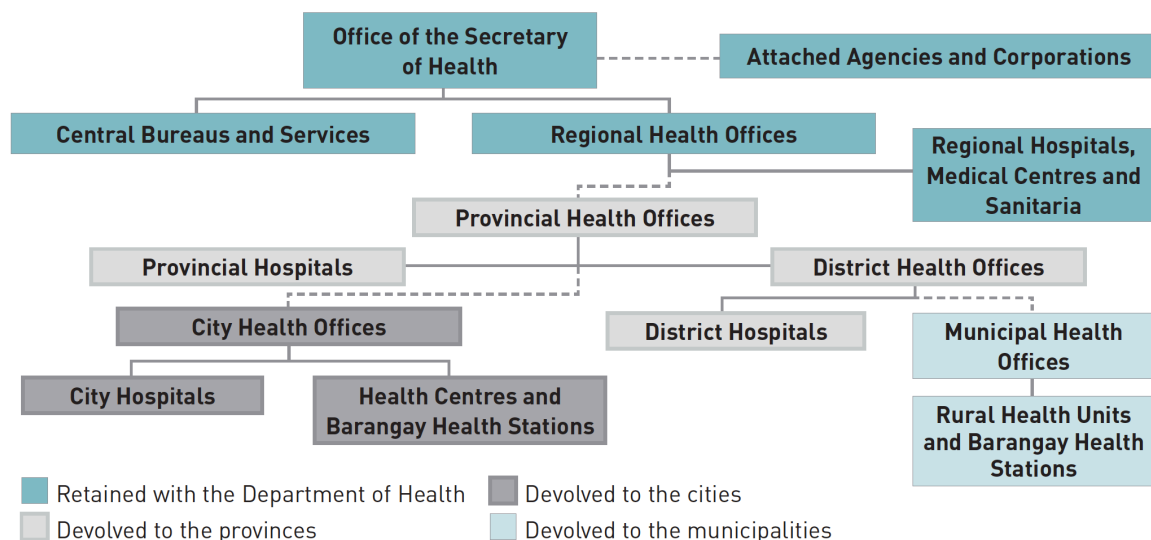 Office of the Secretary
of Health
Attached Agencies and Corporations
Central Bureaus and Services
Regional Health Offices
Regional Hospitals,
Medical Centres and
Sanitaria
Provincial Health Offices
Provincial Hospitals
District Health Offices
City Health Offices
District Hospitals
Municipal Health
Offices
City Hospitals
Health Centres and
Barangay Health Stations
Rural Health Units
and Barangay Health
Stations
Retained with the Department of Health
Devolved to the cities
Devolved to the provinces
Devolved to the municipalities